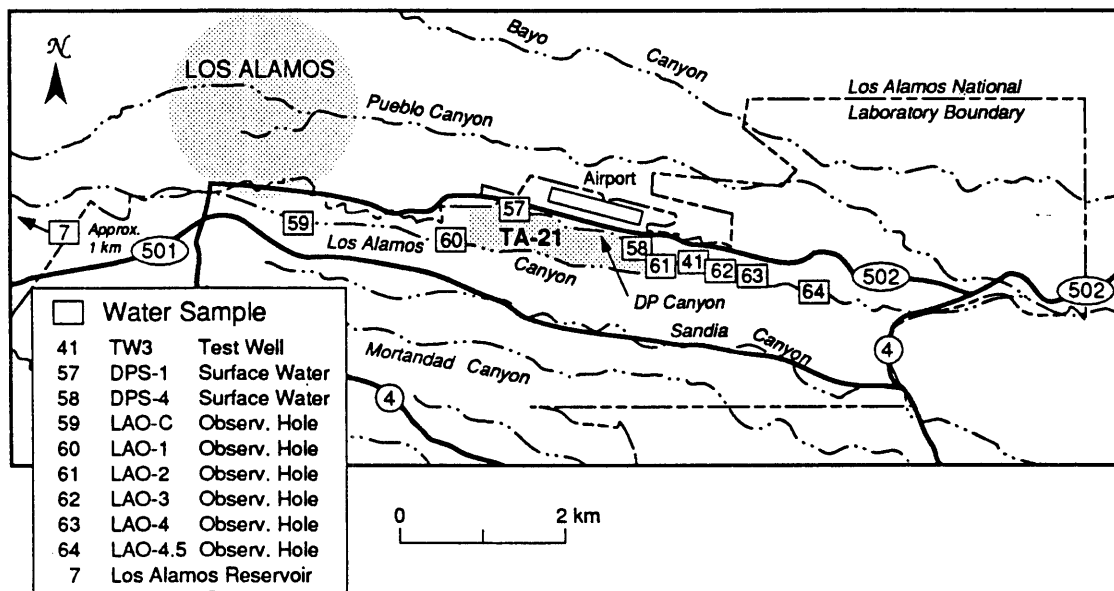 N
LOS ALAMOS
Bayo
Canyon
Pueblo Canyon
Los Alamos National
Laboratory Boundary
Airport
57
7
Approx.
1 km
59
60
TA-21
58
501
Los Alamos
Canyon
61
41
62
63
64
502
502
DP Canyon
Sandia
Canyon
4
Mortandad Canyon
4
Water Sample
41 TW3 Test Well
57 DPS-1 Surface Water
58 DPS-4 Surface Water
59 LAO-C Observ. Hole
60 LAO-1 Observ. Hole
61 LAO-2 Observ. Hole
62 LAO-3 Observ. Hole
63 LAO-4 Observ. Hole
64 LAO-4.5 Observ. Hole
7 Los Alamos Reservoir
0 2 km